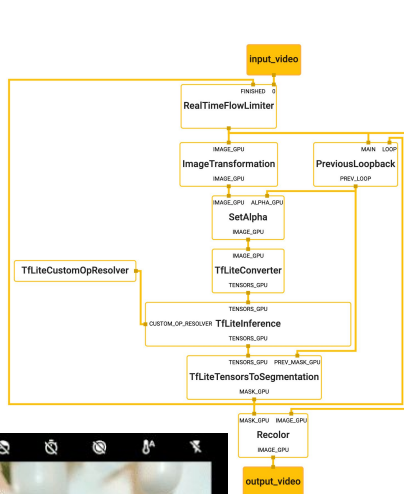 input_video
FINISHED 0
RealTimeFlowLimiter
IMAGE_GPU
ImageTransformation
IMAGE_GPU
MAIN LOOP
PreviousLoopback
PREV_LOOP
IMAGE_GPU ALPHA_GPU
SetAlpha
IMAGE_GPU
IMAGE_GPU
TfLiteConverter
TENSORS_GPU
TfLiteCustomOpResolver
TENSORS_GPU
CUSTOM_OP_RESOLVER TfLiteInference
TENSORS_GPU
TENSORS_GPU PREV_MASK_GPU
TfLiteTensorsToSegmentation
MASK_GPU
MASK_GPU IMAGE_GPU
Recolor
IMAGE_GPU
output_video
A